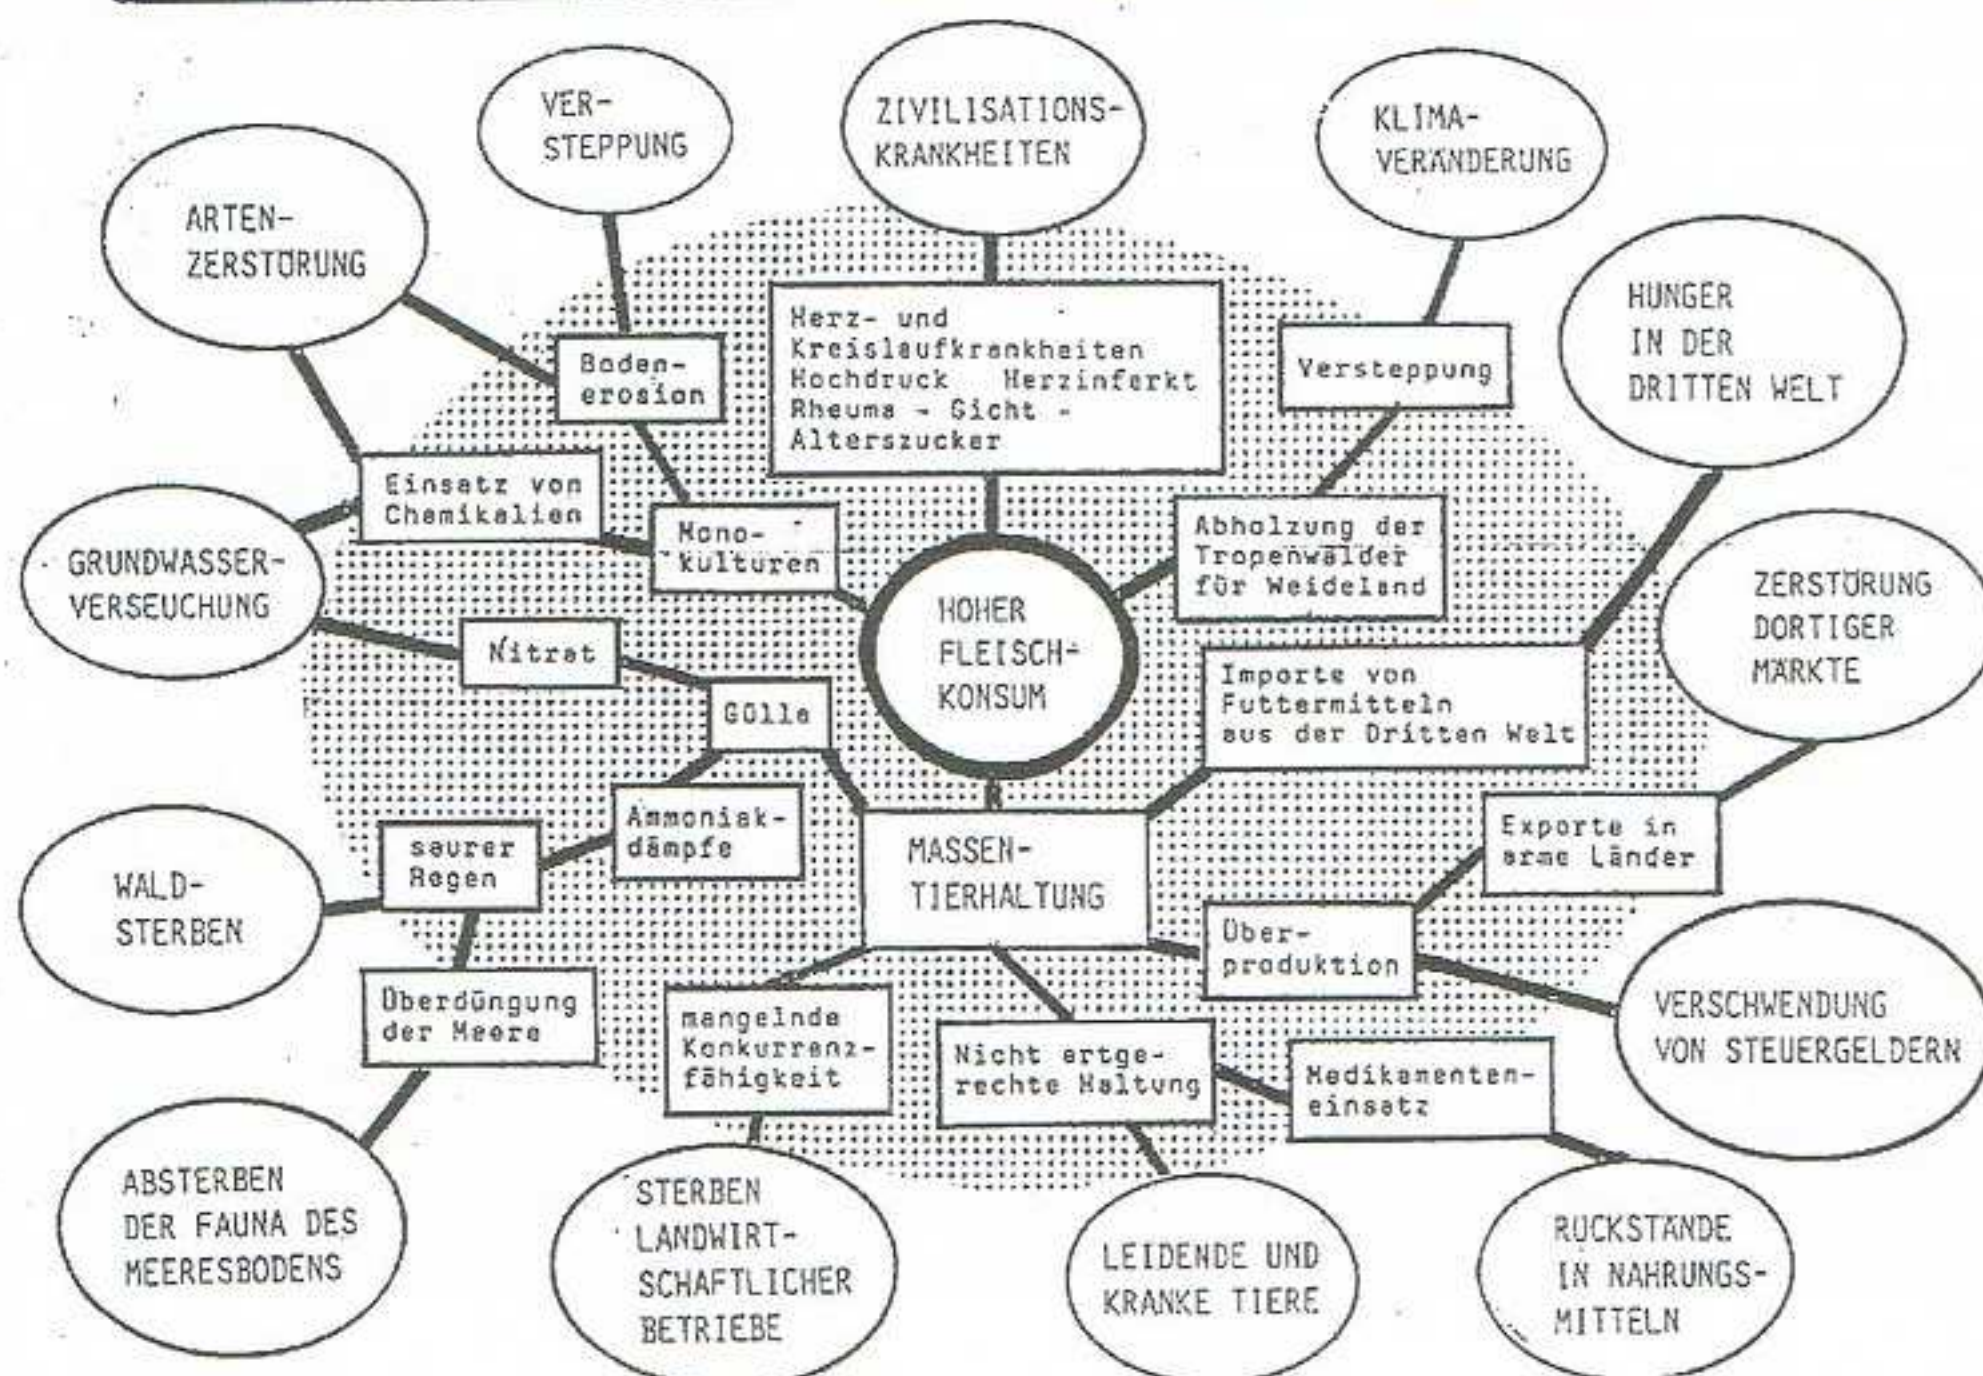 VER-
STEPPUNG
ZIVILISATIONS-
KRANKHEITEN
KLIMA-
VERÄNDERUNG
ARTEN-
ZERSTÖRUNG
HUNGER
IN DER
DRITTEN WELT
Herz- und
Kreislaufkrankheiten
Hochdruck Herzinferkt
Rheuma - Gicht -
Alterszucker
Boden-
erosion
Versteppung
Einsatz von
Chemikalien
Mono-
kulturen
Abholzung der
Tropenwälder
für Weideland
GRUNDWASSER-
VERSEUCHUNG
HOHER
FLEISCH-
KONSUM
ZERSTÖRUNG
DORTIGER
MÄRKTE
Nitrat
Gülle
Importe von
Futtermitteln
aus der Dritten Welt
Ammoniak-
dämpfe
saurer
Regen
MASSEN-
TIERHALTUNG
Exporte in
arme Länder
WALD-
STERBEN
Über-
produktion
VERSCHWENDUNG
VON STEUERGELDERN
Überdüngung
der Meere
mangelnde
Konkurrenz-
fähigkeit
Nicht artge-
rechte Haltung
Medikamenten-
einsatz
ABSTERBEN
DER FAUNA DES
MEERESBODENS
STERBEN
LANDWIRT-
SCHAFTLICHER
BETRIEBE
LEIDENDE UND
KRANKE TIERE
RÜCKSTÄNDE
IN NAHRUNGS-
MITTELN